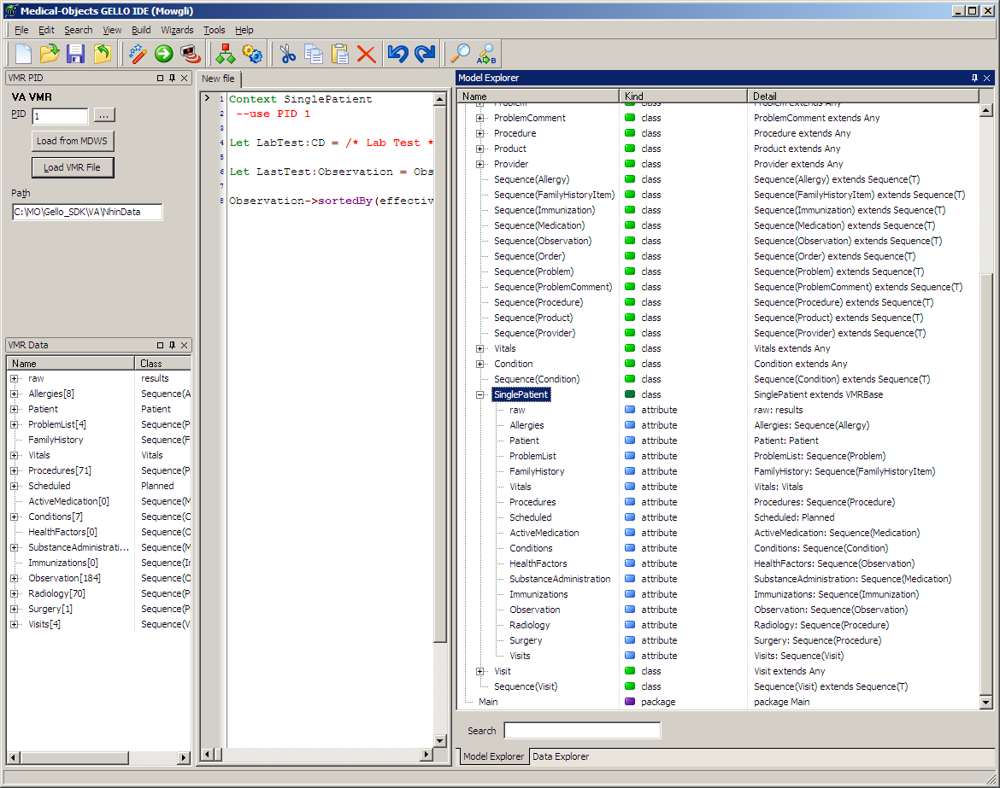 Medical-Objects GELLO IDE (Mowgli)
File Edit Search View Build Wizards Tools Help
VMR PID
VA VMR
PID 1 ...
Load from MDWS
Load VMR File
Path
C:\MO\Gello_SDK\VA\NhinData
VMR Data
Name Class
raw results
Allergies[8] Sequence(A
Patient Patient
ProblemList[4] Sequence(P
FamilyHistory Sequence(F
Vitals Vitals
Procedures[71] Sequence(P
Scheduled Planned
ActiveMedication[0] Sequence(M
Conditions[7] Sequence(C
HealthFactors[0] Sequence(O
SubstanceAdministrati... Sequence(M
Immunizations[0] Sequence(I
Observation[184] Sequence(O
Radiology[70] Sequence(P
Surgery[1] Sequence(P
Visits[4] Sequence(V
New file
1 Context SinglePatient
2 --use PID 1
3
4 Let LabTest:CD = /* Lab Test *
5
6 Let LastTest:Observation = Obs
7
8 Observation->sortedBy(effectiv
Model Explorer
Name Kind Detail
Problem class Problem extends Any
ProblemComment class ProblemComment extends Any
Procedure class Procedure extends Any
Product class Product extends Any
Provider class Provider extends Any
Sequence(Allergy) class Sequence(Allergy) extends Sequence(T)
Sequence(FamilyHistoryItem) class Sequence(FamilyHistoryItem) extends Sequence(T)
Sequence(Immunization) class Sequence(Immunization) extends Sequence(T)
Sequence(Medication) class Sequence(Medication) extends Sequence(T)
Sequence(Observation) class Sequence(Observation) extends Sequence(T)
Sequence(Order) class Sequence(Order) extends Sequence(T)
Sequence(Problem) class Sequence(Problem) extends Sequence(T)
Sequence(ProblemComment) class Sequence(ProblemComment) extends Sequence(T)
Sequence(Procedure) class Sequence(Procedure) extends Sequence(T)
Sequence(Product) class Sequence(Product) extends Sequence(T)
Sequence(Provider) class Sequence(Provider) extends Sequence(T)
Vitals class Vitals extends Any
Condition class Condition extends Any
Sequence(Condition) class Sequence(Condition) extends Sequence(T)
SinglePatient class SinglePatient extends VMRBase
raw attribute raw: results
Allergies attribute Allergies: Sequence(Allergy)
Patient attribute Patient: Patient
ProblemList attribute ProblemList: Sequence(Problem)
FamilyHistory attribute FamilyHistory: Sequence(FamilyHistoryItem)
Vitals attribute Vitals: Vitals
Procedures attribute Procedures: Sequence(Procedure)
Scheduled attribute Scheduled: Planned
ActiveMedication attribute ActiveMedication: Sequence(Medication)
Conditions attribute Conditions: Sequence(Condition)
HealthFactors attribute HealthFactors: Sequence(Observation)
SubstanceAdministration attribute SubstanceAdministration: Sequence(Medication)
Immunizations attribute Immunizations: Sequence(Immunization)
Observation attribute Observation: Sequence(Observation)
Radiology attribute Radiology: Sequence(Procedure)
Surgery attribute Surgery: Sequence(Procedure)
Visits attribute Visits: Sequence(Visit)
Visit class Visit extends Any
Sequence(Visit) class Sequence(Visit) extends Sequence(T)
Main package package Main
Search
Model Explorer Data Explorer